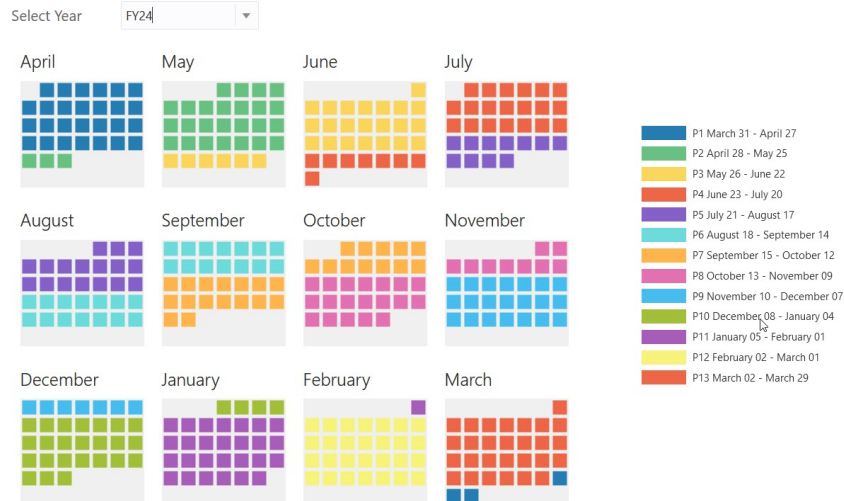 Select Year FY24
April May June July
August September October November
December January February March
P1 March 31 - April 27
P2 April 28 - May 25
P3 May 26 - June 22
P4 June 23 - July 20
P5 July 21 - August 17
P6 August 18 - September 14
P7 September 15 - October 12
P8 October 13 - November 09
P9 November 10 - December 07
P10 December 08 - January 04
P11 January 05 - February 01
P12 February 02 - March 01
P13 March 02 - March 29